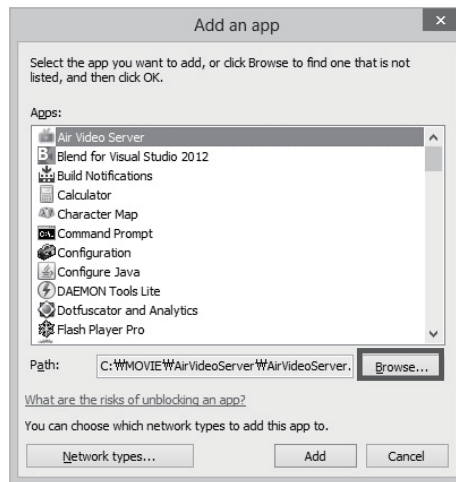 Add an app
x
Select the app you want to add, or click Browse to find one that is not
listed, and then click OK.
Apps:
Air Video Server
Blend for Visual Studio 2012
Build Notifications
Calculator
Character Map
Command Prompt
Configuration
Configure Java
DAEMON Tools Lite
Dotfuscator and Analytics
Flash Player Pro
Path: C:₩MOVIE₩AirVideoServer₩AirVideoServer. Browse...
What are the risks of unblocking an app?
You can choose which network types to add this app to.
Network types... Add Cancel